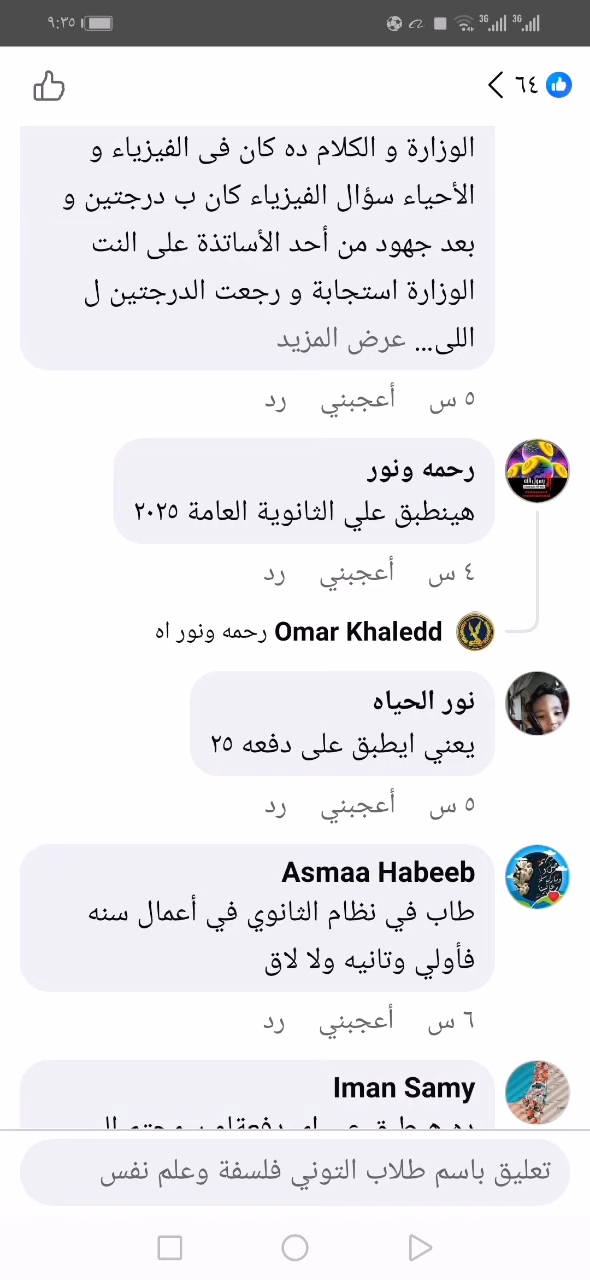 ٩:٣٥
3G 3G
٦٤
الوزارة و الكلام ده كان فى الفيزياء و
الأحياء سؤال الفيزياء كان ب درجتين و
بعد جهود من أحد الأساتذة على النت
الوزارة استجابة و رجعت الدرجتين ل
اللى... عرض المزيد
٥ س أعجبني رد
رحمه ونور
هينطبق علي الثانوية العامة ٢٠٢٥
٤ س أعجبني رد
Omar Khaledd رحمه ونور اه
نور الحياه
يعني ايطبق على دفعه ٢٥
٥ س أعجبني رد
Asmaa Habeeb
طاب في نظام الثانوي في أعمال سنه
فأولي وتانيه ولا لاق
٦ س أعجبني رد
Iman Samy
تعليق باسم طلاب التوني فلسفة وعلم نفس